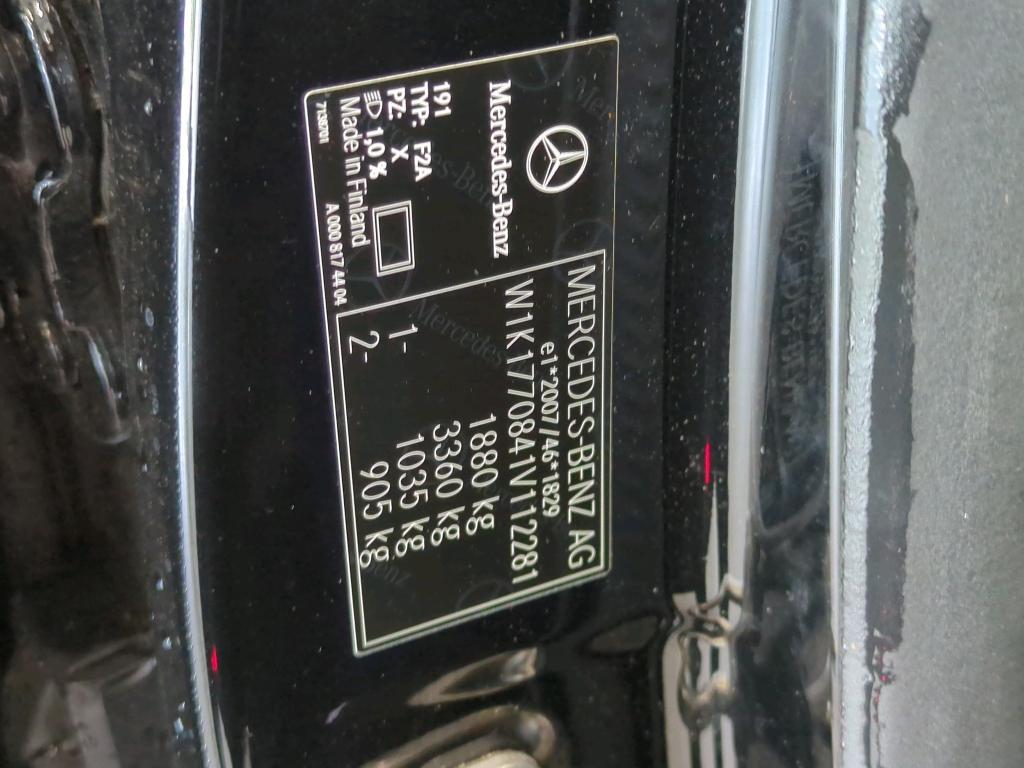 Mercedes-Benz
191
TYP: F2A
PZ: X
1,0 %
Made in Finland
A 000 817 44 04
MERCEDES-BENZ AG
e1*2007/46*1829
W1K1770841V112281
1880 kg
3360 kg
1- 1035 kg
2- 905 kg